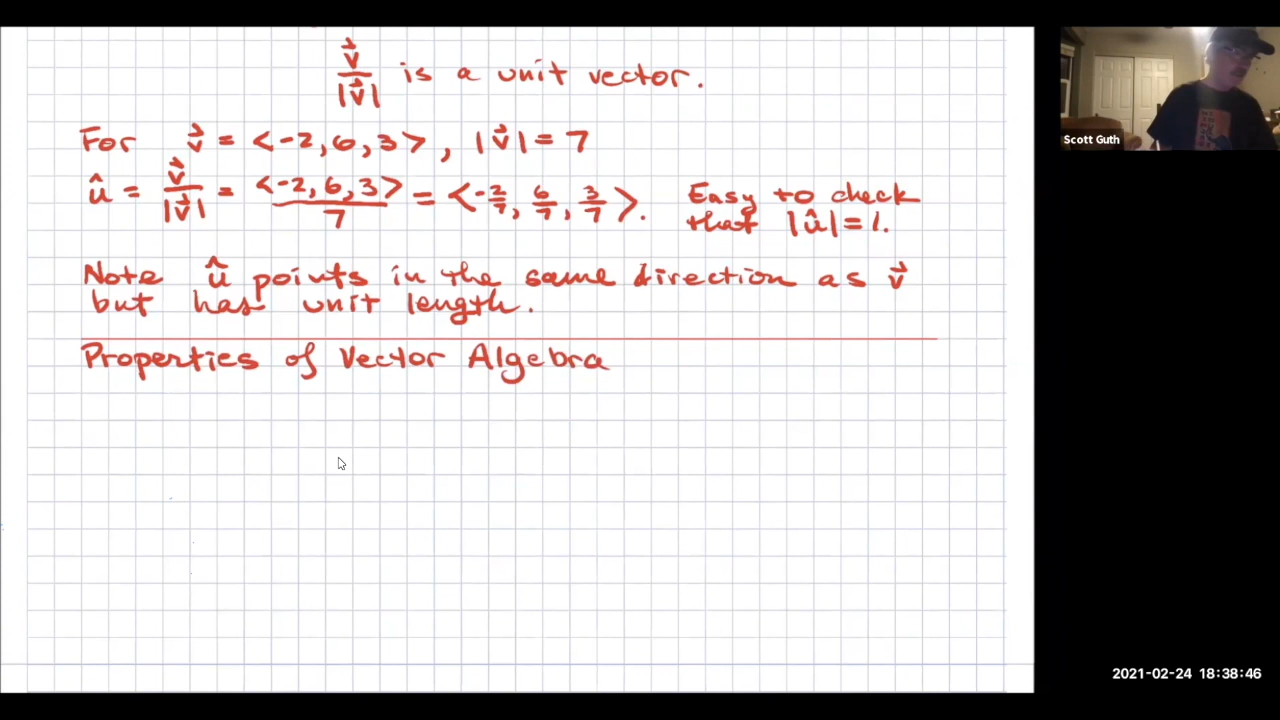 v⃗/|v⃗| is a unit vector.
For v⃗ = <-2, 6, 3>, |v⃗| = 7
û = v⃗/|v⃗| = <-2, 6, 3>/7 = <-2/7, 6/7, 3/7>. Easy to check
that |û| = 1.
Note û points in the same direction as v⃗
but has unit length.
Properties of Vector Algebra
Scott Guth
2021-02-24 18:38:46